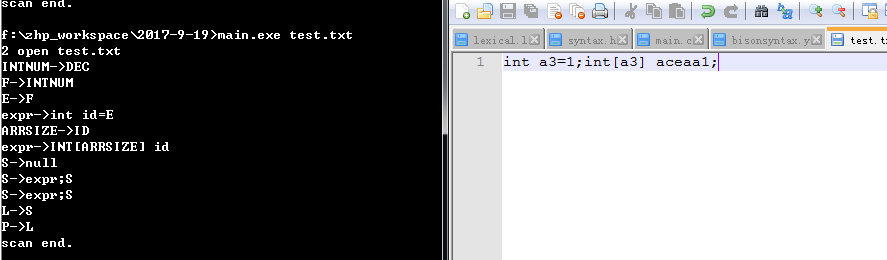 scan end.
f:\zhp_workspace\2017-9-19>main.exe test.txt
2 open test.txt
INTNUM->DEC
F->INTNUM
E->F
expr->int id=E
ARRSIZE->ID
expr->INT[ARRSIZE] id
S->null
S->expr;S
S->expr;S
L->S
P->L
scan end.
lexical.l syntax.h main.c bisonsyntax.y test.t
1 int a3=1;int[a3] aceaa1;